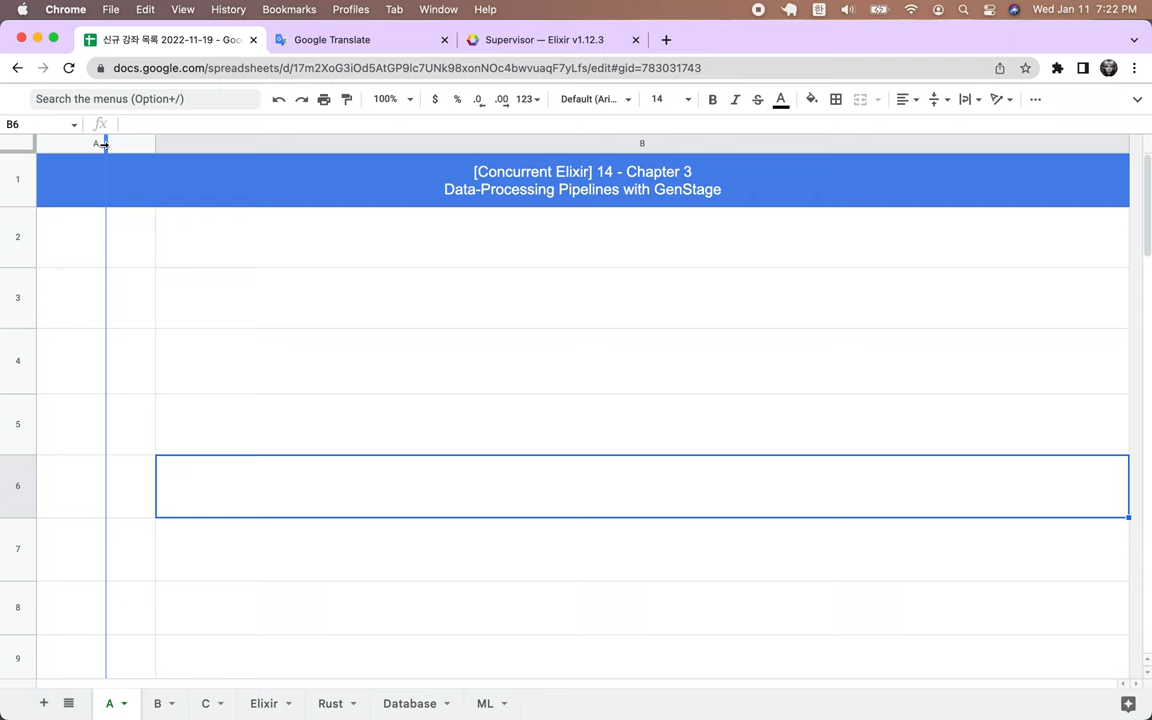 Chrome File Edit View History Bookmarks Profiles Tab Window Help 한 Wed Jan 11 7:22 PM
신규 강좌 목록 2022-11-19 - Goo Google Translate Supervisor — Elixir v1.12.3
docs.google.com/spreadsheets/d/17m2XoG3iOd5AtGP9lc7UNk98xonNOc4bwvuaqF7yLfs/edit#gid=783031743
Search the menus (Option+/) 100% $ % .0 .00 123 Default (Ari... 14 B I S A
B6 fx
A B
1 [Concurrent Elixir] 14 - Chapter 3
Data-Processing Pipelines with GenStage
2
3
4
5
6
7
8
9
A B C Elixir Rust Database ML